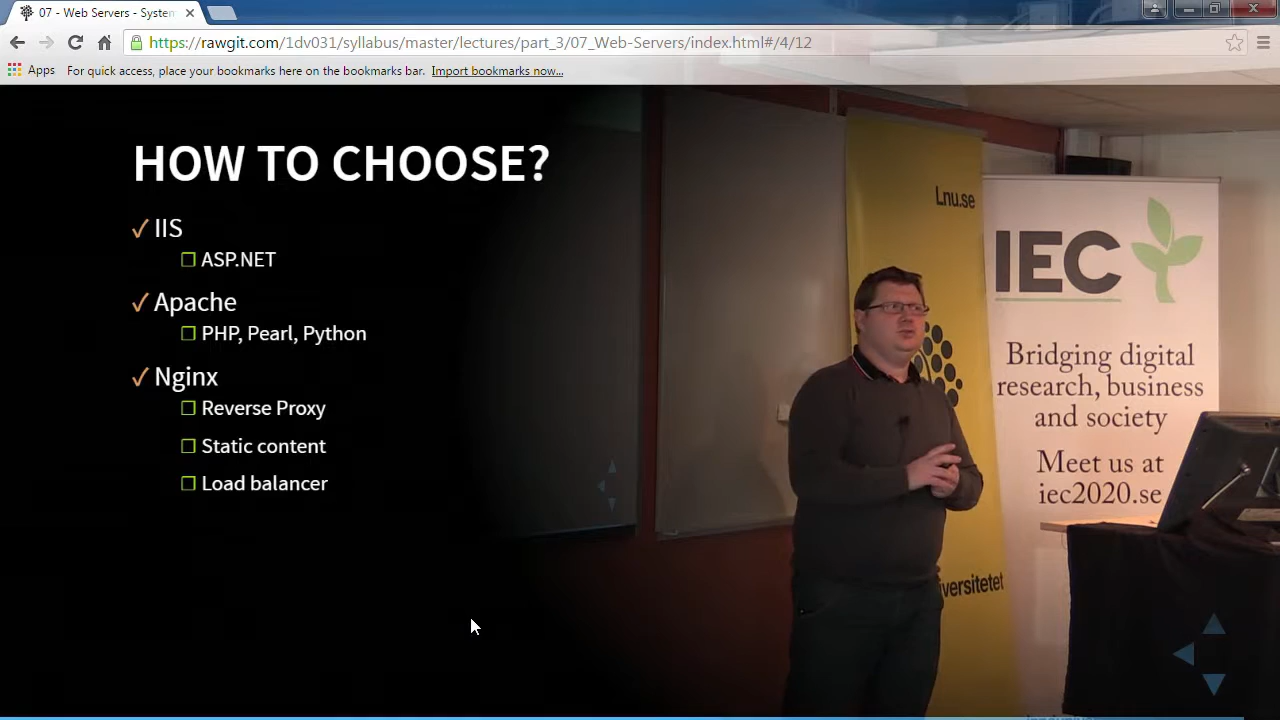 07 - Web Servers - System
https://rawgit.com/1dv031/syllabus/master/lectures/part_3/07_Web-Servers/index.html#/4/12
Apps For quick access, place your bookmarks here on the bookmarks bar. Import bookmarks now...
HOW TO CHOOSE?
✓ IIS
❒ ASP.NET
✓ Apache
❒ PHP, Pearl, Python
✓ Nginx
❒ Reverse Proxy
❒ Static content
❒ Load balancer
Lnu.se
versitetet
IEC
Bridging digital
research, business
and society
Meet us at
iec2020.se